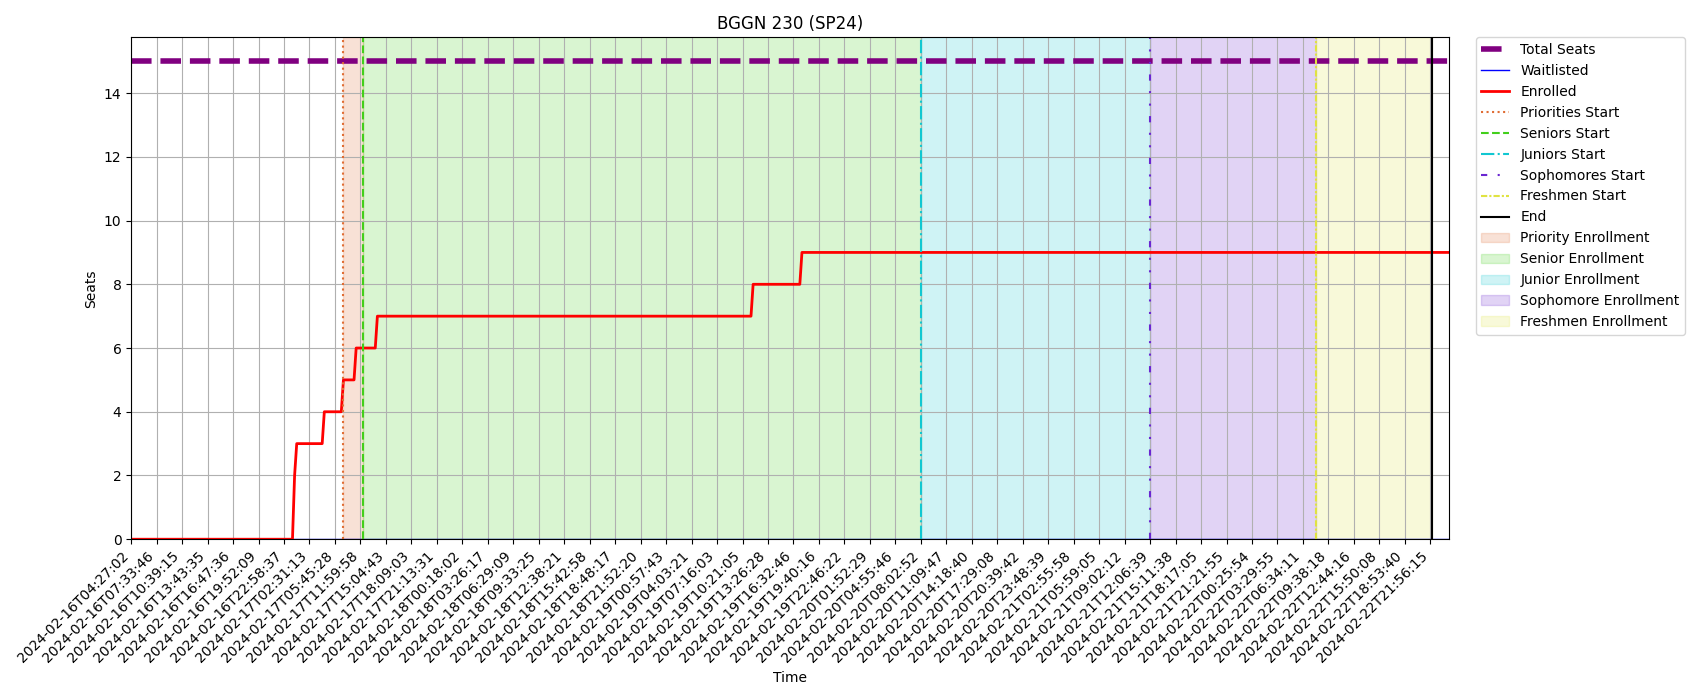 BGGN 230 (SP24)
Total Seats
Waitlisted
Enrolled
Priorities Start
Seniors Start
Juniors Start
Sophomores Start
Freshmen Start
End
Priority Enrollment
Senior Enrollment
Junior Enrollment
Sophomore Enrollment
Freshmen Enrollment
Seats
14
12
10
8
6
4
2
0
2024-02-16T04:27:02
2024-02-16T07:33:46
2024-02-16T10:39:15
2024-02-16T13:43:35
2024-02-16T16:47:36
2024-02-16T19:52:09
2024-02-16T22:58:37
2024-02-17T02:31:13
2024-02-17T05:45:28
2024-02-17T11:59:58
2024-02-17T15:04:43
2024-02-17T18:09:03
2024-02-17T21:13:31
2024-02-18T00:18:02
2024-02-18T03:26:17
2024-02-18T06:29:09
2024-02-18T09:33:25
2024-02-18T12:38:21
2024-02-18T15:42:58
2024-02-18T18:48:17
2024-02-18T21:52:20
2024-02-19T00:57:43
2024-02-19T04:03:21
2024-02-19T07:16:03
2024-02-19T10:21:05
2024-02-19T13:26:28
2024-02-19T16:32:46
2024-02-19T19:40:16
2024-02-19T22:46:22
2024-02-20T01:52:29
2024-02-20T04:55:46
2024-02-20T08:02:52
2024-02-20T11:09:47
2024-02-20T14:18:40
2024-02-20T17:29:08
2024-02-20T20:39:42
2024-02-20T23:48:39
2024-02-21T02:55:58
2024-02-21T05:59:05
2024-02-21T09:02:12
2024-02-21T12:06:39
2024-02-21T15:11:38
2024-02-21T18:17:05
2024-02-21T21:21:55
2024-02-22T00:25:54
2024-02-22T03:29:55
2024-02-22T06:34:11
2024-02-22T09:38:18
2024-02-22T12:44:16
2024-02-22T15:50:08
2024-02-22T18:53:40
2024-02-22T21:56:15
Time